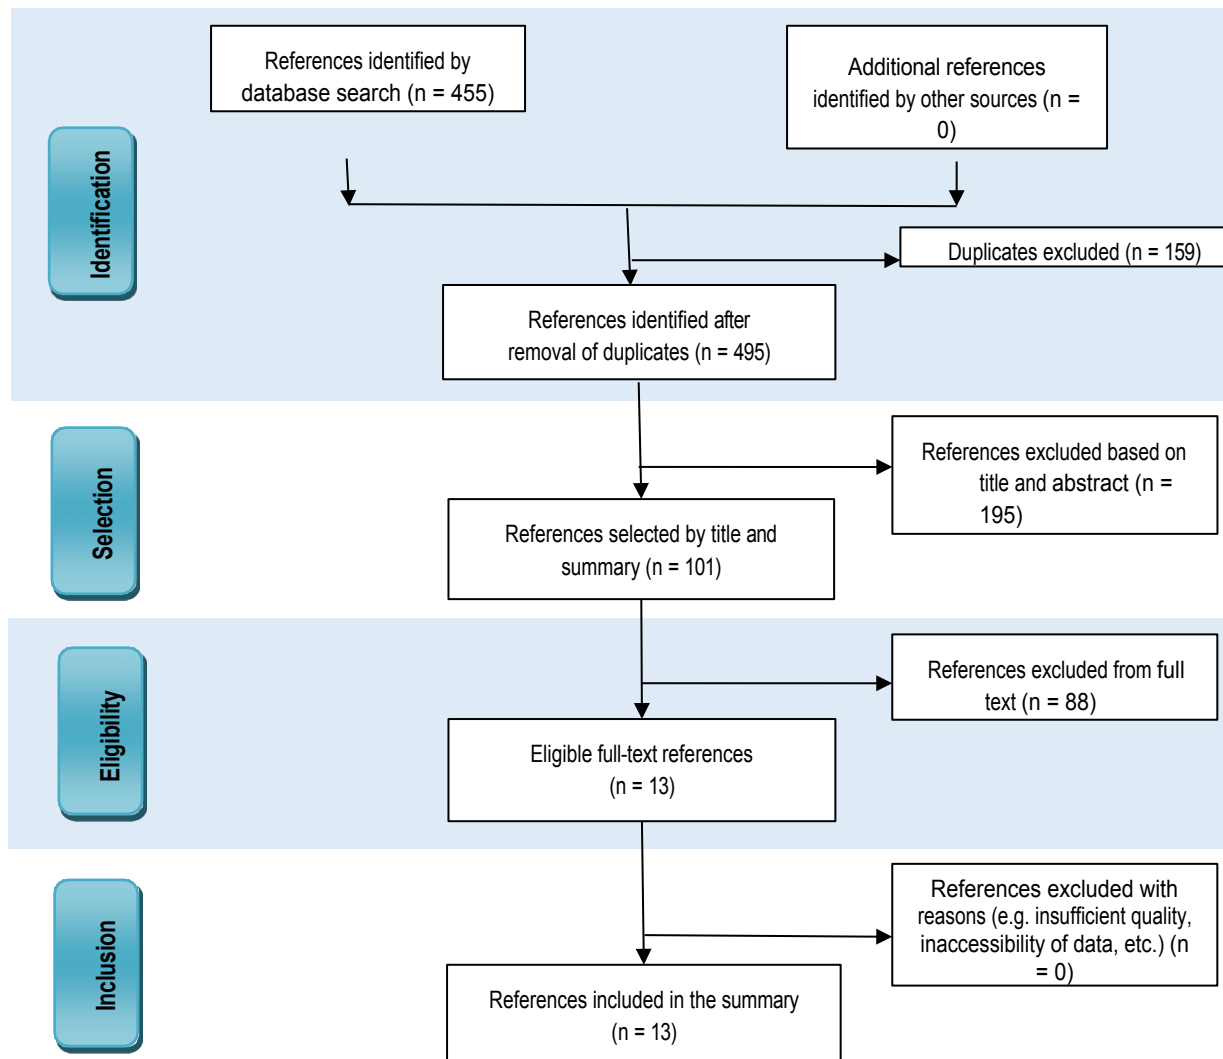 References identified by
database search (n = 455)
Additional references
identified by other sources (n =
0)
Identification
Duplicates excluded (n = 159)
References identified after
removal of duplicates (n = 495)
References excluded based on
title and abstract (n =
195)
Selection
References selected by title and
summary (n = 101)
References excluded from full
text (n = 88)
Eligibility
Eligible full-text references
(n = 13)
References excluded with
reasons (e.g. insufficient quality,
inaccessibility of data, etc.) (n
= 0)
Inclusion
References included in the summary
(n = 13)